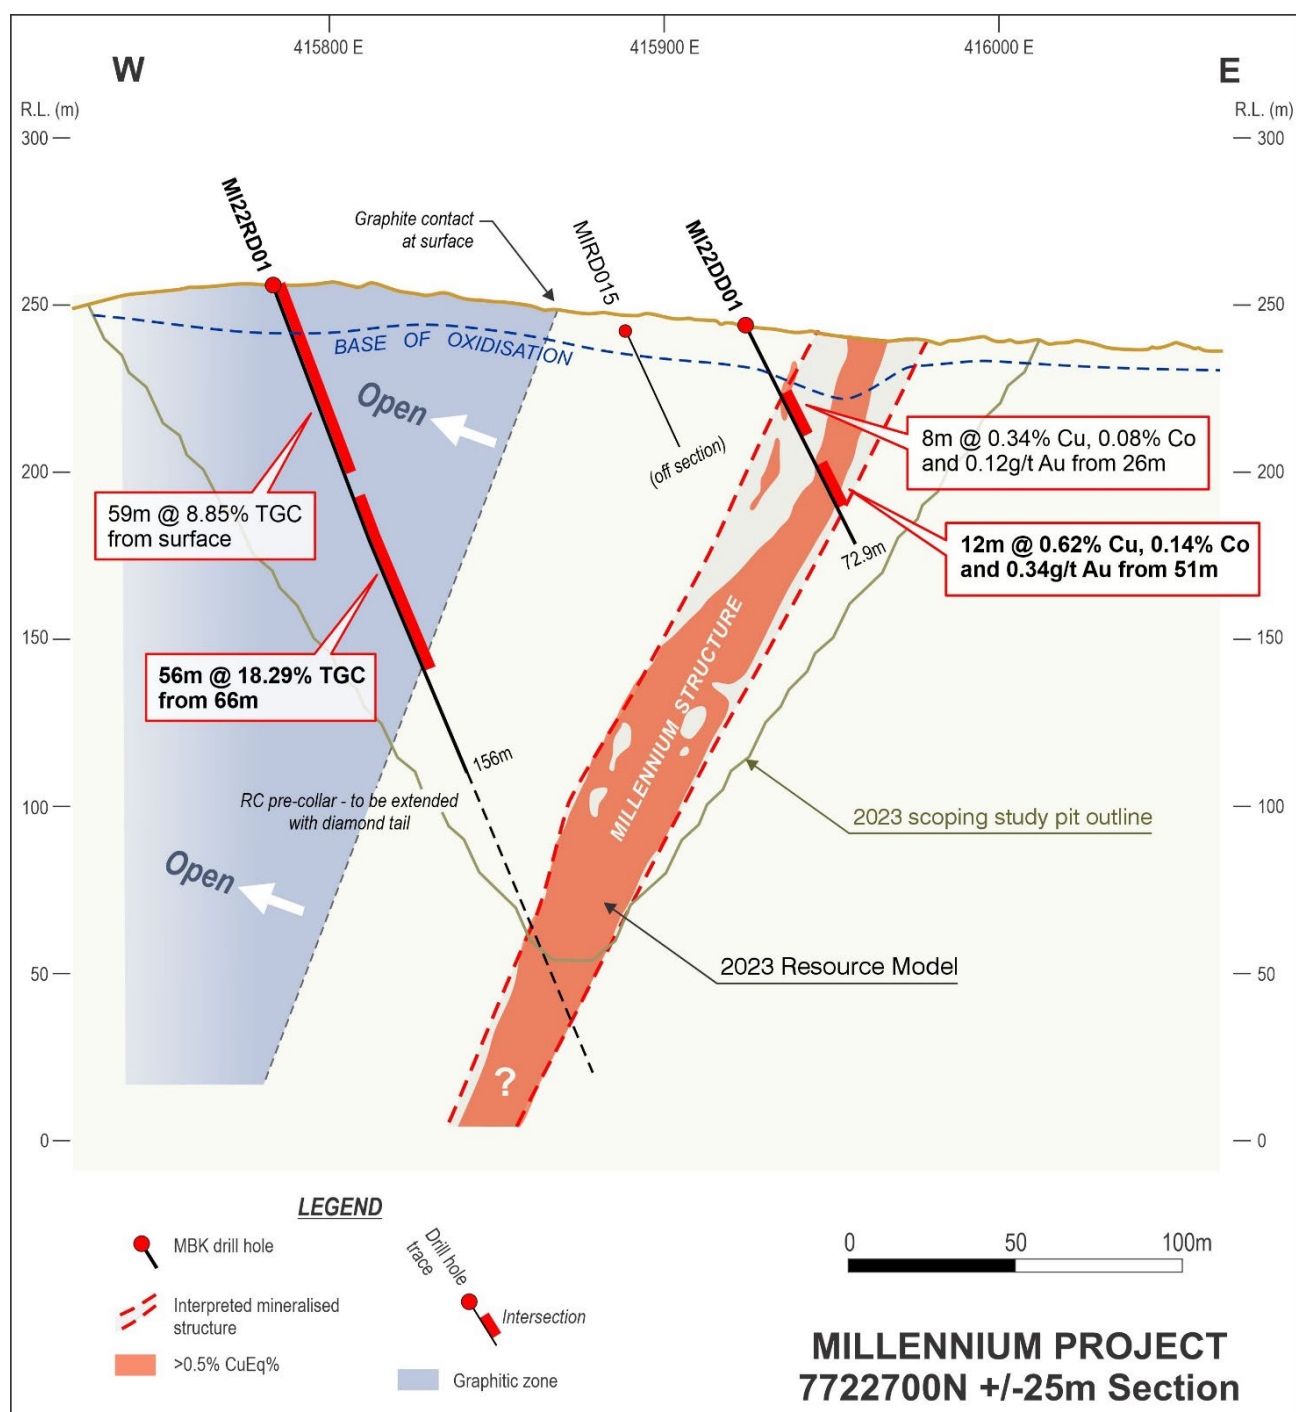 415800 E
415900 E
416000 E
W
E
R.L. (m)
R.L. (m)
300
300
MI22RD01
Graphite contact
at surface
MIRD015
MI22DD01
250
250
BASE OF OXIDISATION
Open
(off section)
8m @ 0.34% Cu, 0.08% Co
and 0.12g/t Au from 26m
200
200
59m @ 8.85% TGC
from surface
12m @ 0.62% Cu, 0.14% Co
and 0.34g/t Au from 51m
72.9m
150
150
56m @ 18.29% TGC
from 66m
MILLENNIUM STRUCTURE
156m
RC pre-collar - to be extended
with diamond tail
100
100
2023 scoping study pit outline
Open
2023 Resource Model
50
50
?
0
0
LEGEND
MBK drill hole
Drill hole
trace
Intersection
Interpreted mineralised
structure
>0.5% CuEq%
Graphitic zone
0 50 100m
MILLENNIUM PROJECT
7722700N +/-25m Section